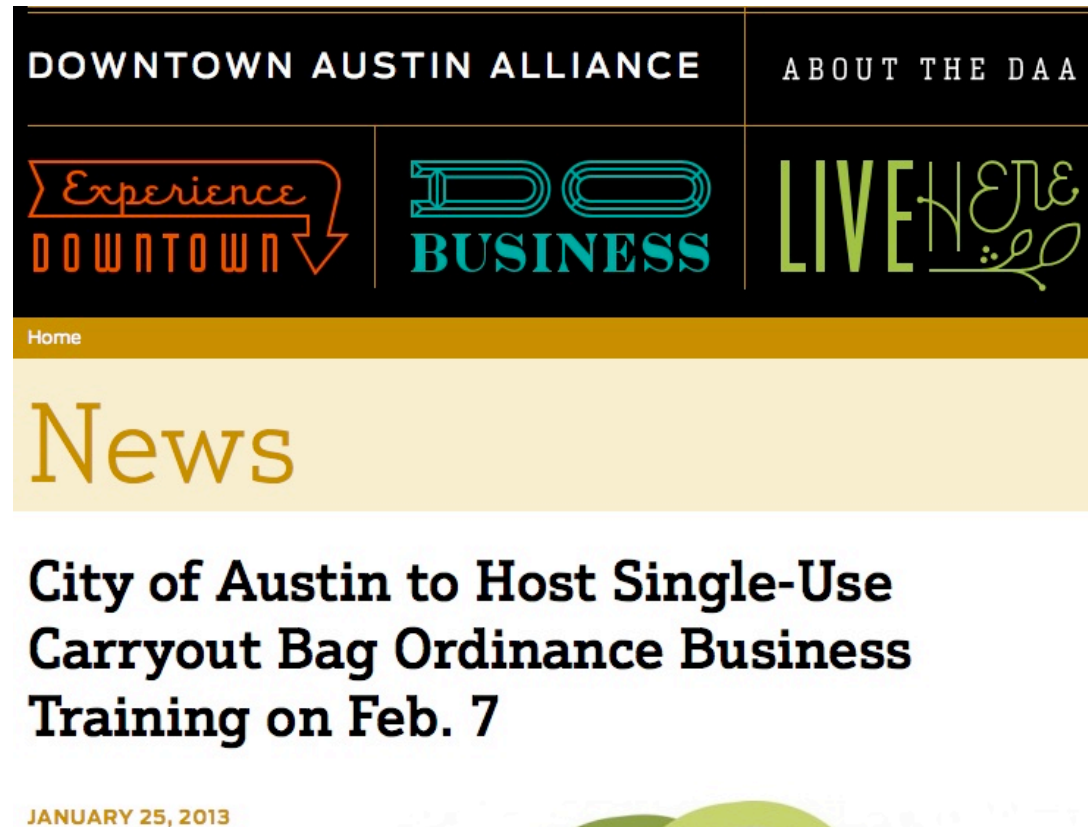 DOWNTOWN AUSTIN ALLIANCE
ABOUT THE DAA
Experience
DOWNTOWN
DO
BUSINESS
LIVE HERE
Home
News
City of Austin to Host Single-Use
Carryout Bag Ordinance Business
Training on Feb. 7
JANUARY 25, 2013